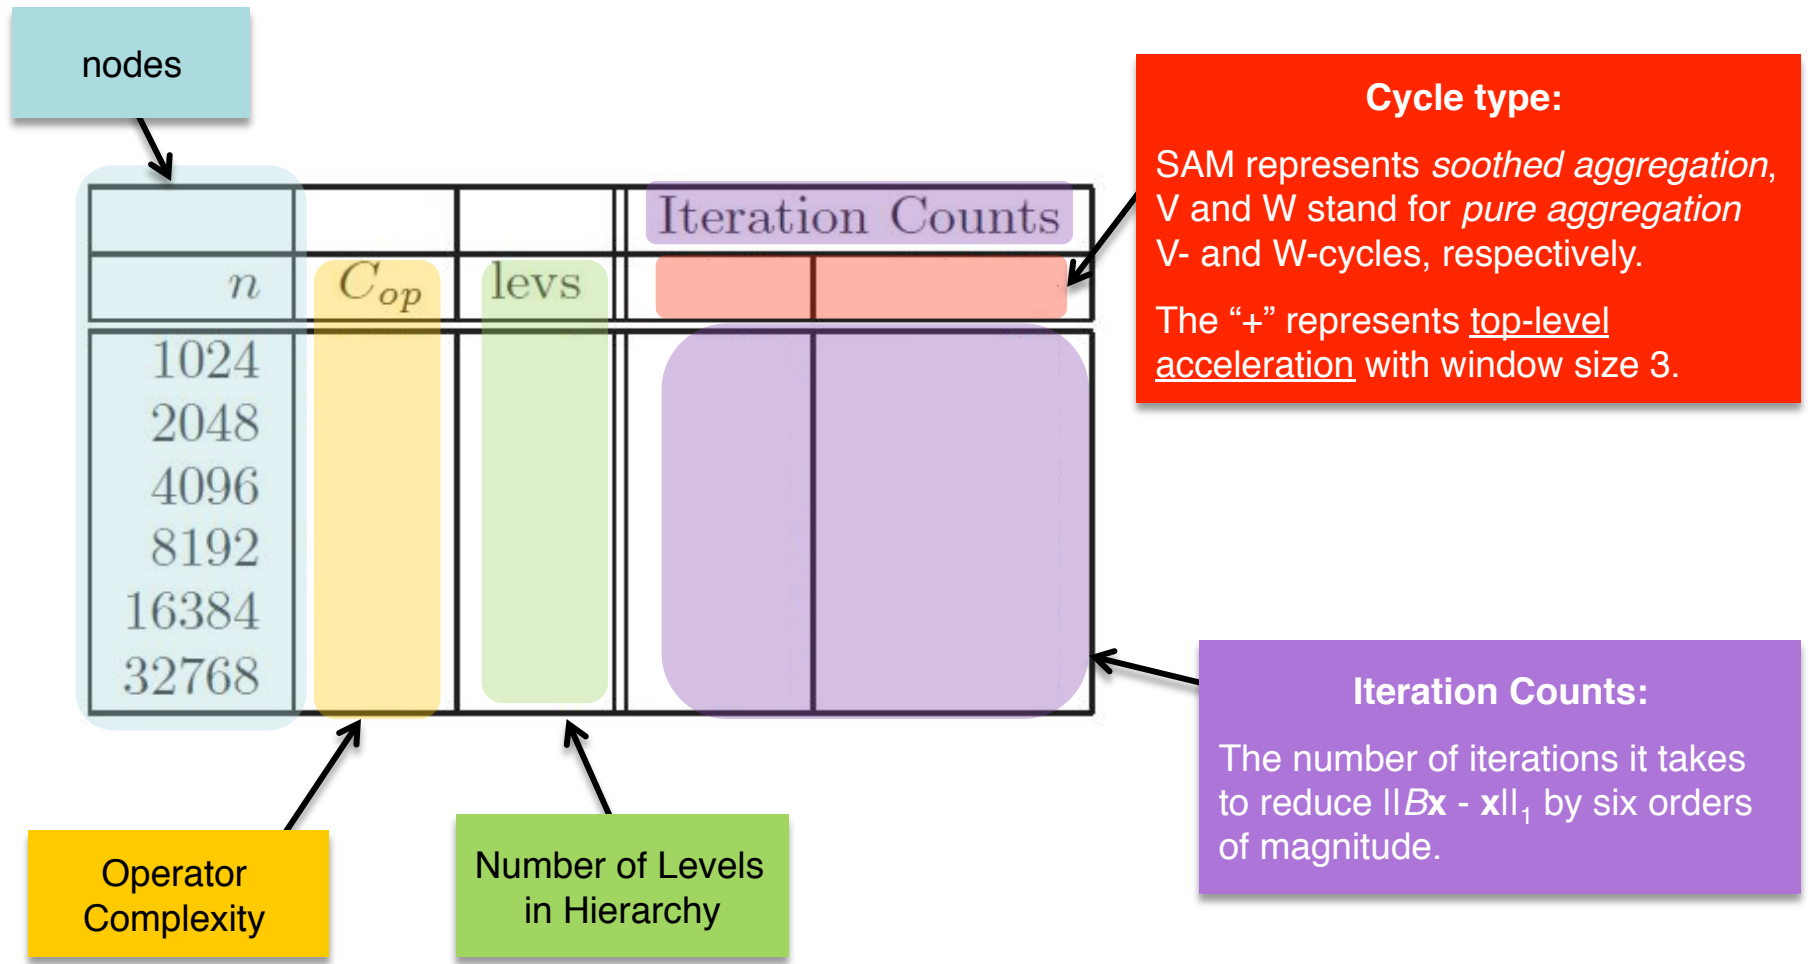 nodes
Cycle type:
SAM represents soothed aggregation,
V and W stand for pure aggregation
V- and W-cycles, respectively.
The “+” represents top-level
acceleration with window size 3.
Iteration Counts
n C_op levs
1024
2048
4096
8192
16384
32768
Iteration Counts:
The number of iterations it takes
to reduce ||Bx - x||₁ by six orders
of magnitude.
Operator
Complexity
Number of Levels
in Hierarchy